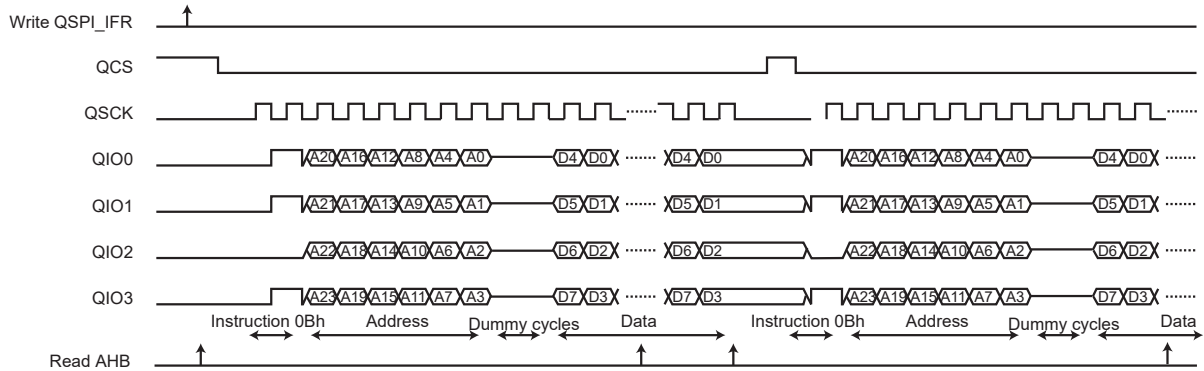 Write QSPI_IFR
QCS
QSCK
QIO0 A20 A16 A12 A8 A4 A0 D4 D0 D4 D0 A20 A16 A12 A8 A4 A0 D4 D0
QIO1 A21 A17 A13 A9 A5 A1 D5 D1 D5 D1 A21 A17 A13 A9 A5 A1 D5 D1
QIO2 A22 A18 A14 A10 A6 A2 D6 D2 D6 D2 A22 A18 A14 A10 A6 A2 D6 D2
QIO3 A23 A19 A15 A11 A7 A3 D7 D3 D7 D3 A23 A19 A15 A11 A7 A3 D7 D3
Instruction 0Bh Address Dummy cycles Data Instruction 0Bh Address Dummy cycles Data
Read AHB